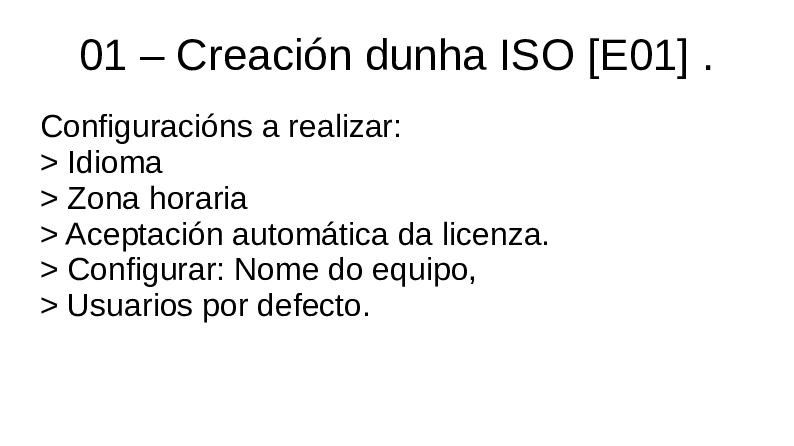 01 – Creación dunha ISO [E01] .
Configuracións a realizar:
> Idioma
> Zona horaria
> Aceptación automática da licenza.
> Configurar: Nome do equipo,
> Usuarios por defecto.